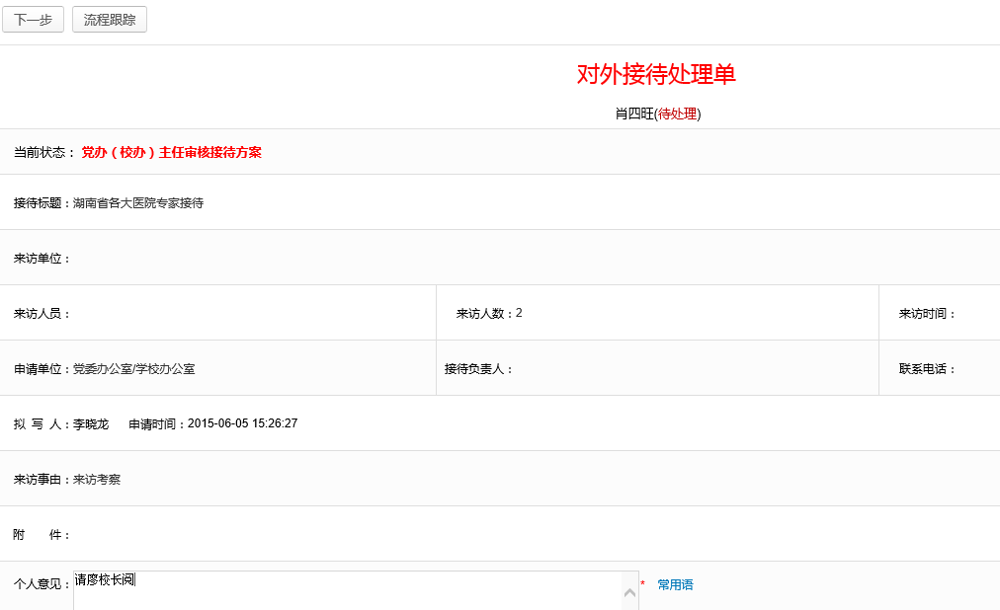 下一步 流程跟踪
对外接待处理单
肖四旺(待处理)
当前状态： 党办（校办）主任审核接待方案
接待标题：湖南省各大医院专家接待
来访单位：
来访人员： 来访人数：2 来访时间：
申请单位：党委办公室/学校办公室 接待负责人： 联系电话：
拟 写 人：李晓龙 申请时间：2015-06-05 15:26:27
来访事由：来访考察
附 件：
个人意见：请廖校长阅 * 常用语